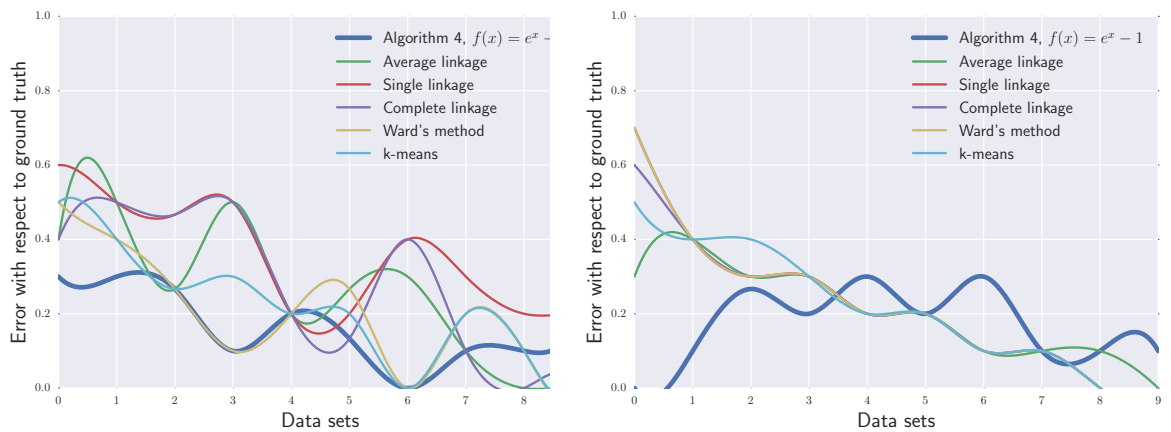 1.0
0.8
0.6
0.4
0.2
0.0
Error with respect to ground truth
Algorithm 4, f(x) = e^x −
Average linkage
Single linkage
Complete linkage
Ward's method
k-means
0 1 2 3 4 5 6 7 8
Data sets
1.0
0.8
0.6
0.4
0.2
0.0
Error with respect to ground truth
Algorithm 4, f(x) = e^x − 1
Average linkage
Single linkage
Complete linkage
Ward's method
k-means
0 1 2 3 4 5 6 7 8 9
Data sets